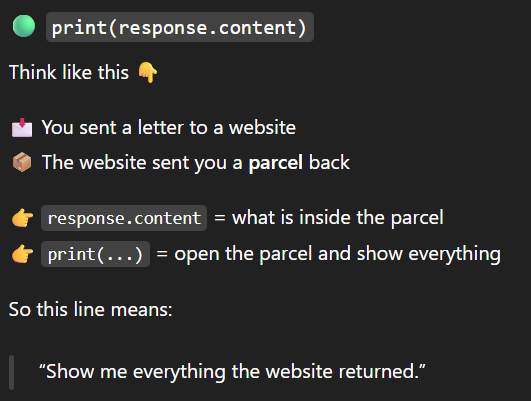 🟢 print(response.content)
Think like this 👇
📩 You sent a letter to a website
📦 The website sent you a parcel back
👉 response.content = what is inside the parcel
👉 print(...) = open the parcel and show everything
So this line means:
“Show me everything the website returned.”